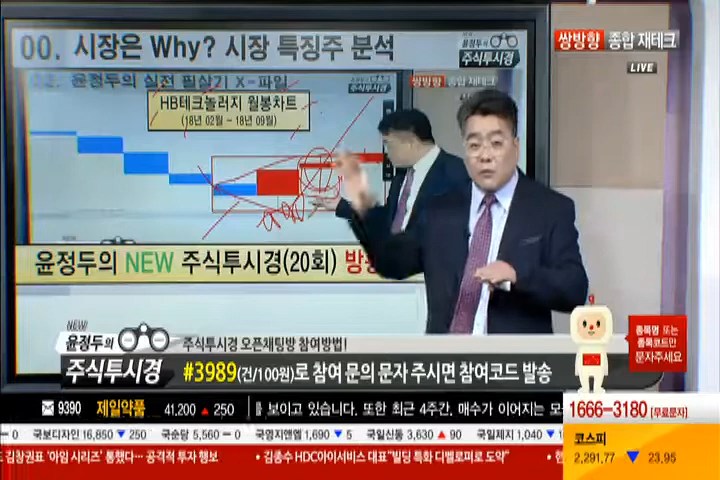 00. 시장은 Why? 시장 특징주 분석
윤정두의
주식투시경
쌍방향 종합 재테크
LIVE
02. 윤정두의 실전 필살기 X-파일
주식투시경
쌍방향 종합 재테크
HB테크놀러지 월봉차트
(18년 02월 ~ 18년 09월)
윤정두의 NEW 주식투시경(20회) 방송
NEW
윤정두의
주식투시경
주식투시경 오픈채팅방 참여방법!
#3989(건/100원)로 참여 문의 문자 주시면 참여코드 발송
종목명 또는
종목코드만
문자주세요
9390 제일약품 41,200 ▲ 250 를 보이고 있습니다. 또한 최근 4주간, 매수가 이어지는 모
1666-3180 [무료문자]
0 국보디자인 16,850 ▼ 250 국순당 5,560 ─ 0 국영지앤엠 1,690 ▼ 5 국일신동 3,630 ▲ 90 국일제지 1,040 ▼
코스피
2,291.77 ▼ 23.95
김창권표 '아임 시리즈' 통했다… 공격적 투자 행보 • 김종수 HDC아이서비스 대표"빌딩 특화 디벨로피로 도약"